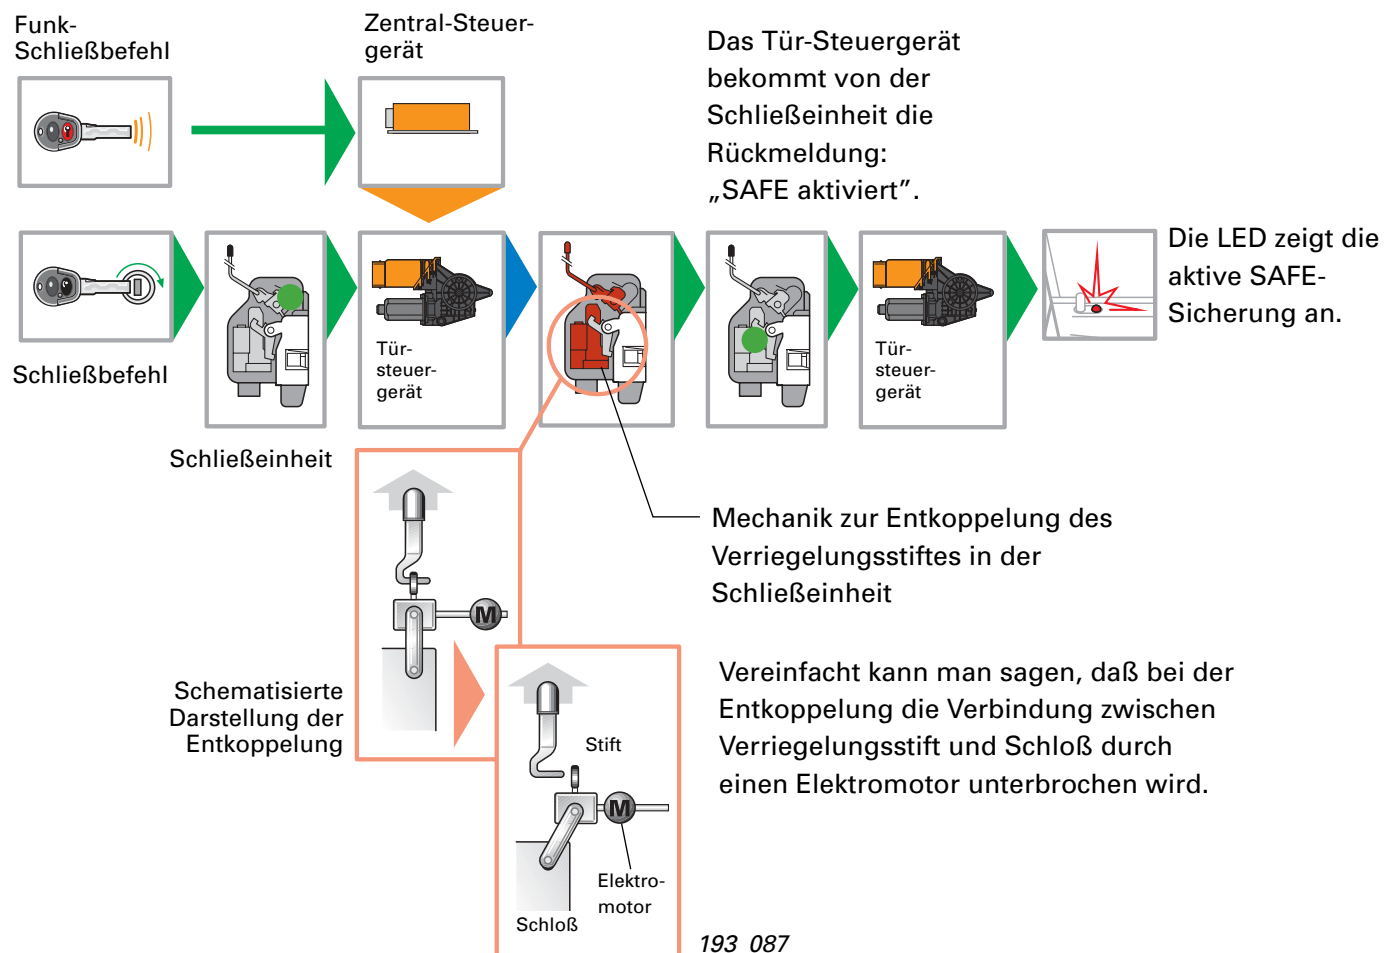 Funk-
Schließbefehl
Zentral-Steuer-
gerät
Das Tür-Steuergerät
bekommt von der
Schließeinheit die
Rückmeldung:
„SAFE aktiviert”.
Schließbefehl
Tür-
steuer-
gerät
Tür-
steuer-
gerät
Die LED zeigt die
aktive SAFE-
Sicherung an.
Schließeinheit
Mechanik zur Entkoppelung des
Verriegelungsstiftes in der
Schließeinheit
M
Schematisierte
Darstellung der
Entkoppelung
Stift
M
Elektro-
motor
Schloß
Vereinfacht kann man sagen, daß bei der
Entkoppelung die Verbindung zwischen
Verriegelungsstift und Schloß durch
einen Elektromotor unterbrochen wird.
193 087